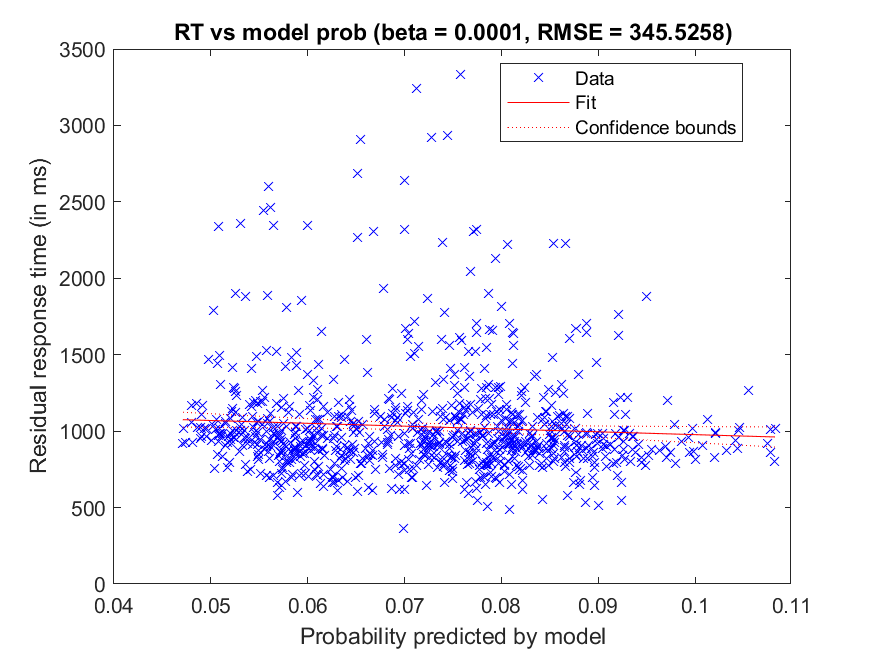 RT vs model prob (beta = 0.0001, RMSE = 345.5258)
3500
3000
2500
2000
1500
1000
500
0
Residual response time (in ms)
Data
Fit
Confidence bounds
0.04 0.05 0.06 0.07 0.08 0.09 0.1 0.11
Probability predicted by model